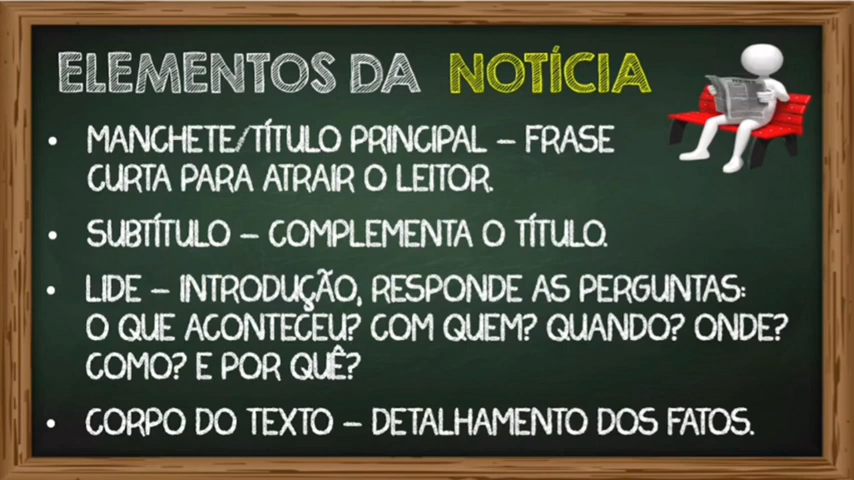 ELEMENTOS DA NOTÍCIA
• MANCHETE/TÍTULO PRINCIPAL – FRASE
CURTA PARA ATRAIR O LEITOR.
• SUBTÍTULO – COMPLEMENTA O TÍTULO.
• LIDE – INTRODUÇÃO, RESPONDE AS PERGUNTAS:
O QUE ACONTECEU? COM QUEM? QUANDO? ONDE?
COMO? E POR QUÊ?
• CORPO DO TEXTO – DETALHAMENTO DOS FATOS.